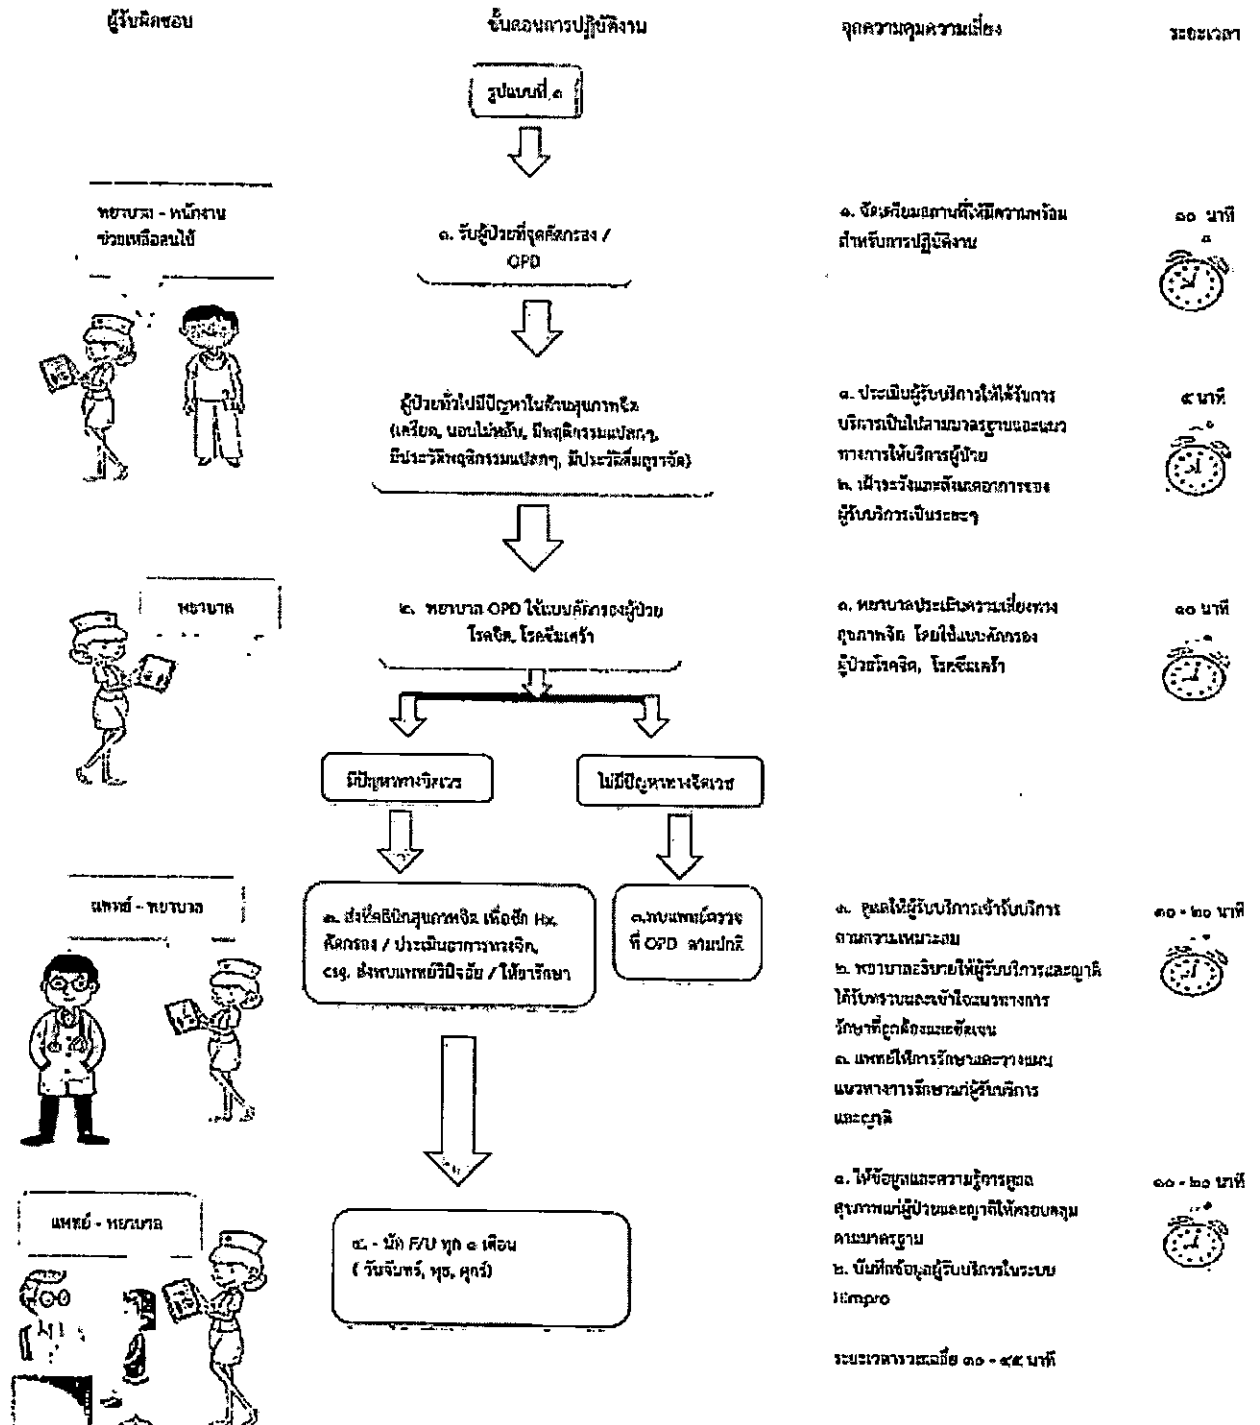 ผู้รับผิดชอบ
ขั้นตอนการปฏิบัติงาน
จุดความคุมความเสี่ยง
ระยะเวลา
รูปแบบที่ ๑
พยาบาล - พนักงาน
ช่วยเหลือคนไข้
๑. รับผู้ป่วยที่จุดคัดกรอง /
OPD
๑. จัดเตรียมสถานที่ให้มีความพร้อม
สำหรับการปฏิบัติงาน
๑๐ นาที
ผู้ป่วยทั่วไปมีปัญหาในด้านสุขภาพจิต
(เครียด, นอนไม่หลับ, มีพฤติกรรมแปลกๆ,
มีประวัติพฤติกรรมแปลกๆ, มีประวัติดื่มสุราจัด)
๑. ประเมินผู้รับบริการให้ได้รับการ
บริการเป็นไปตามมาตรฐานและแนว
ทางการให้บริการผู้ป่วย
๒. เฝ้าระวังและสังเกตอาการของ
ผู้รับบริการเป็นระยะๆ
๕ นาที
พยาบาล
๒. พยาบาล OPD ใช้แบบคัดกรองผู้ป่วย
โรคจิต, โรคซึมเศร้า
๑. พยาบาลประเมินความเสี่ยงทาง
สุขภาพจิต โดยใช้แบบคัดกรอง
ผู้ป่วยโรคจิต, โรคซึมเศร้า
๑๐ นาที
มีปัญหาทางจิตเวช
ไม่มีปัญหาทางจิตเวช
แพทย์ - พยาบาล
๓. ส่งที่คลินิกสุขภาพจิต เพื่อซัก Hx,
คัดกรอง / ประเมินอาการทางจิต,
csg, ส่งพบแพทย์วินิจฉัย / ให้ยารักษา
๓.พบแพทย์ตรวจ
ที่ OPD ตามปกติ
๑. ดูแลให้ผู้รับบริการเข้ารับบริการ
ตามความเหมาะสม
๒. พยาบาลอธิบายให้ผู้รับบริการและญาติ
ได้รับทราบและเข้าใจแนวทางการ
รักษาที่ถูกต้องและชัดเจน
๓. แพทย์ให้การรักษาและวางแผน
แนวทางการรักษาแก่ผู้รับบริการ
และญาติ
๑๐ - ๒๐ นาที
แพทย์ - พยาบาล
๔. - นัด F/U ทุก ๑ เดือน
( วันจันทร์, พุธ, ศุกร์)
๑. ให้ข้อมูลและความรู้การดูแล
สุขภาพแก่ผู้ป่วยและญาติให้ครอบคลุม
ตามมาตรฐาน
๒. บันทึกข้อมูลผู้รับบริการในระบบ
Himpro
๑๐ - ๒๐ นาที
ระยะเวลารวมเฉลี่ย ๓๐ - ๔๕ นาที